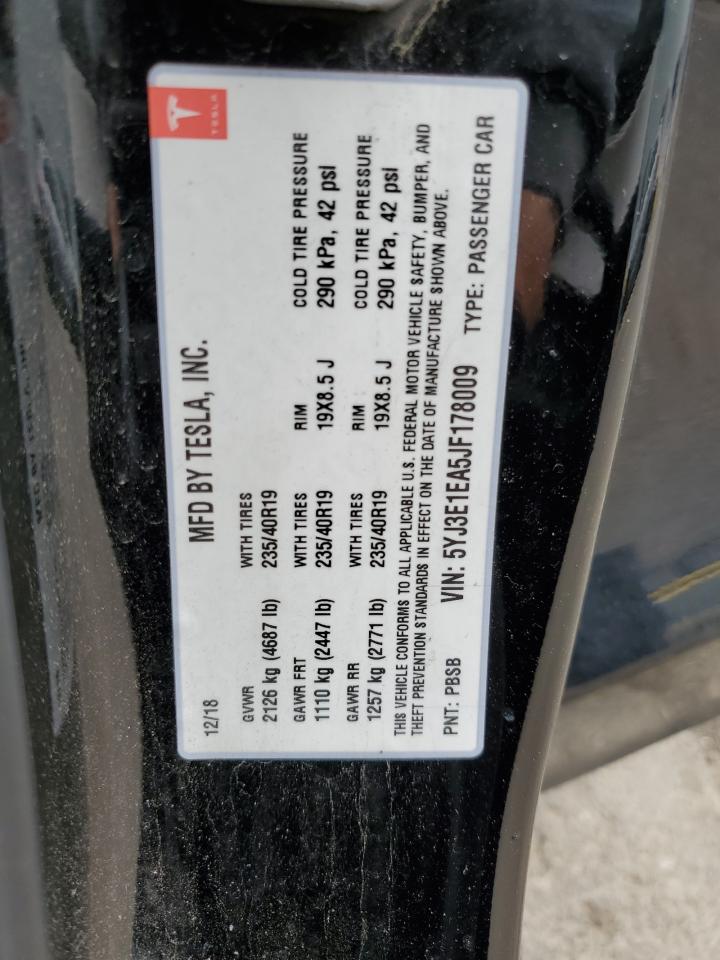 TESLA
MFD BY TESLA, INC.
12/18
GVWR WITH TIRES
2126 kg (4687 lb) 235/40R19
GAWR FRT WITH TIRES RIM COLD TIRE PRESSURE
1110 kg (2447 lb) 235/40R19 19X8.5 J 290 kPa, 42 psi
GAWR RR WITH TIRES RIM COLD TIRE PRESSURE
1257 kg (2771 lb) 235/40R19 19X8.5 J 290 kPa, 42 psi
THIS VEHICLE CONFORMS TO ALL APPLICABLE U.S. FEDERAL MOTOR VEHICLE SAFETY, BUMPER, AND
THEFT PREVENTION STANDARDS IN EFFECT ON THE DATE OF MANUFACTURE SHOWN ABOVE.
PNT: PBSB VIN: 5YJ3E1EA5JF178009 TYPE: PASSENGER CAR